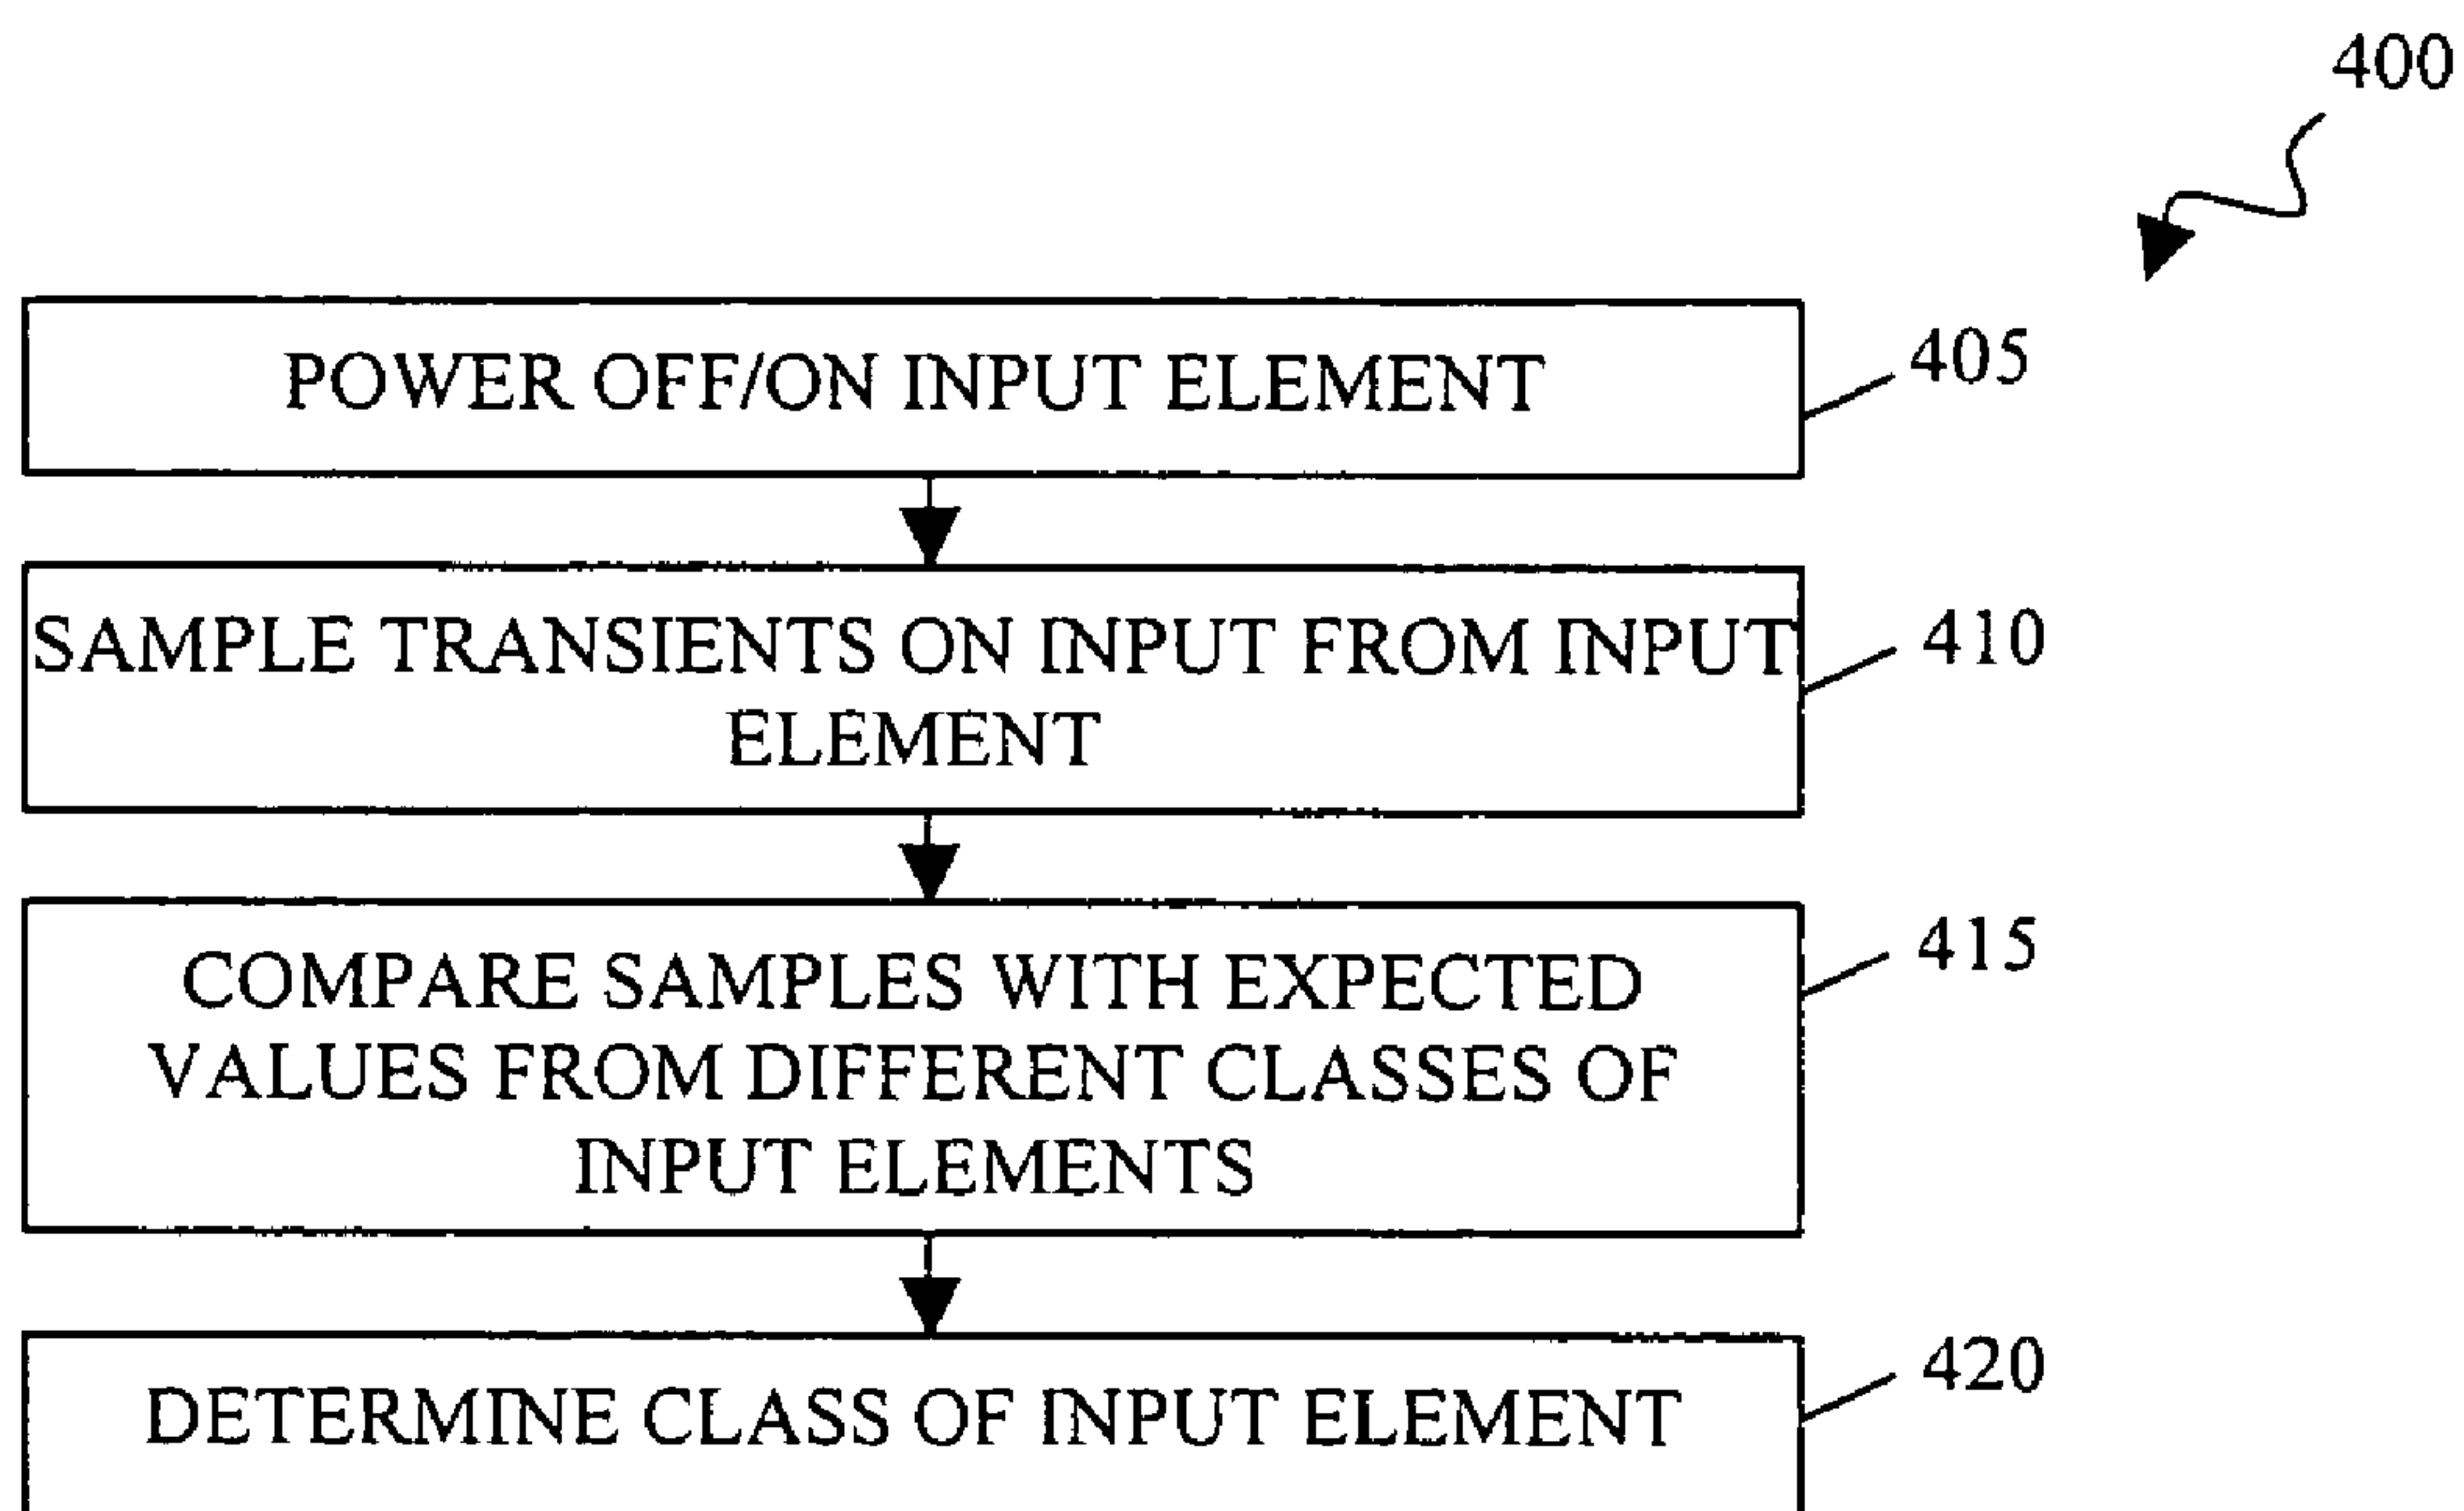 400
POWER OFF/ON INPUT ELEMENT
405
SAMPLE TRANSIENTS ON INPUT FROM INPUT
ELEMENT
410
COMPARE SAMPLES WITH EXPECTED
VALUES FROM DIFFERENT CLASSES OF
INPUT ELEMENTS
415
DETERMINE CLASS OF INPUT ELEMENT
420